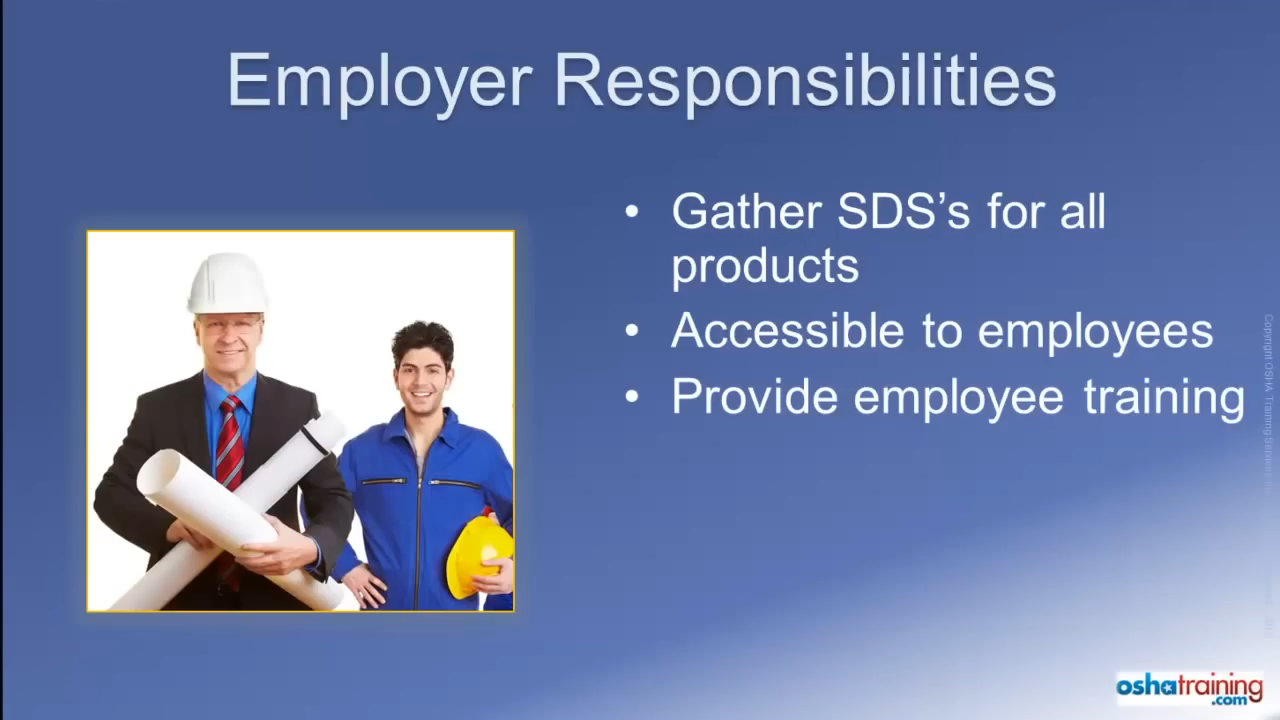 Employer Responsibilities
• Gather SDS’s for all
products
• Accessible to employees
• Provide employee training
oshatraining
.com